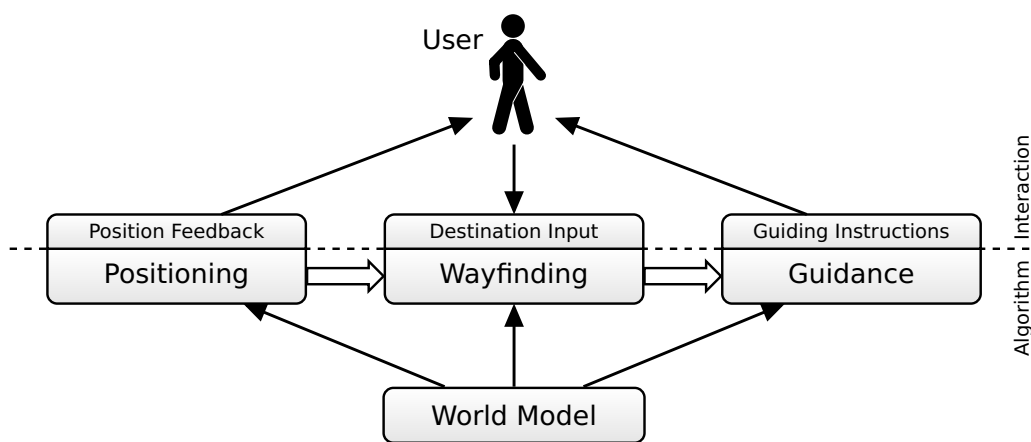 User
Position Feedback
Positioning
Destination Input
Wayfinding
Guiding Instructions
Guidance
Interaction
Algorithm
World Model